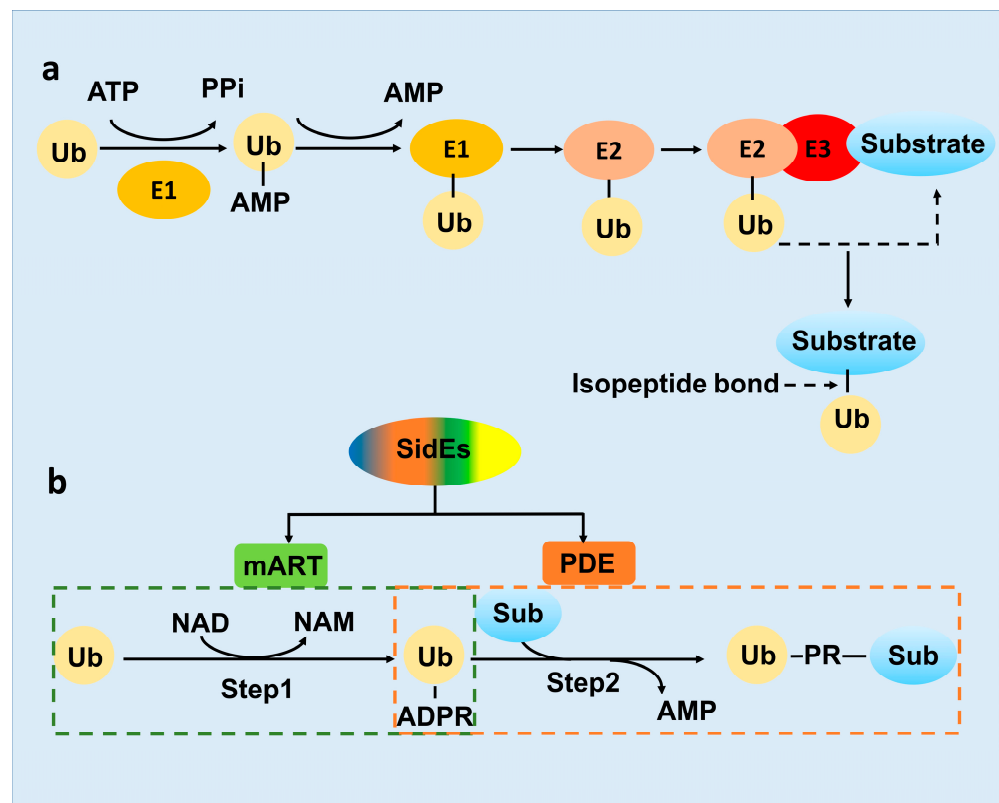 a
ATP
PPi
AMP
Ub
Ub
E1
AMP
E1
Ub
E2
Ub
E2
E3
Substrate
Ub
Substrate
Isopeptide bond
Ub
SidEs
b
mART
PDE
Ub
NAD
NAM
Step1
Ub
ADPR
Sub
Step2
AMP
Ub
PR
Sub